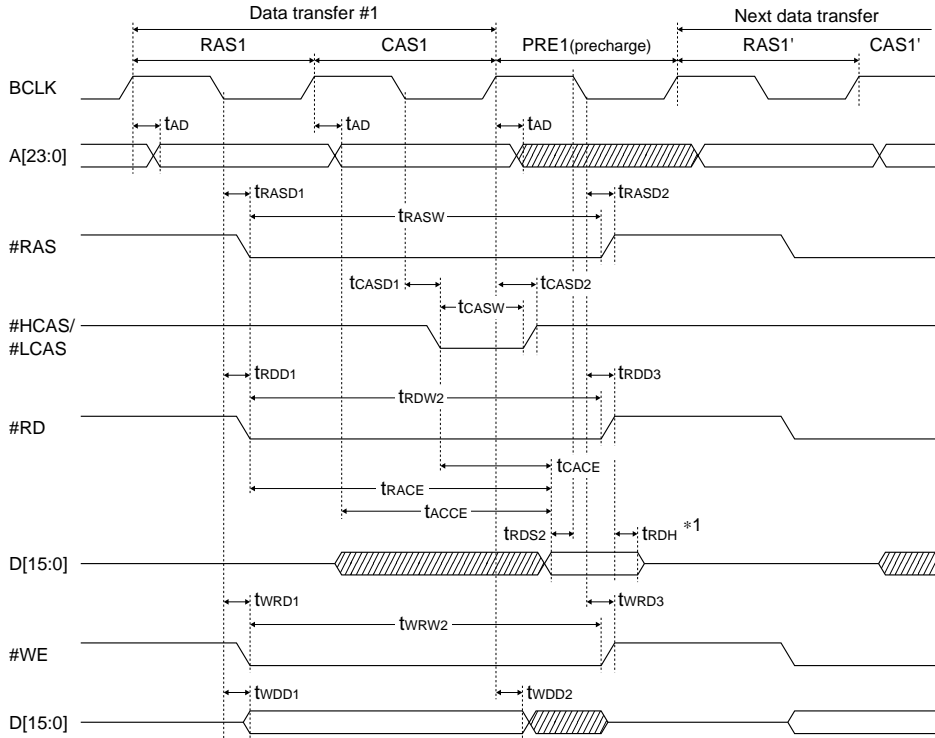 Data transfer #1 Next data transfer
RAS1 CAS1 PRE1(precharge) RAS1' CAS1'
BCLK
tAD tAD tAD
A[23:0]
tRASD1 tRASD2
tRASW
#RAS
tCASD1 tCASD2
tCASW
#HCAS/
#LCAS
tRDD1 tRDD3
tRDW2
#RD
tCACE
tRACE
tACCE
tRDS2 tRDH *1
D[15:0]
tWRD1 tWRD3
tWRW2
#WE
tWDD1 tWDD2
D[15:0]